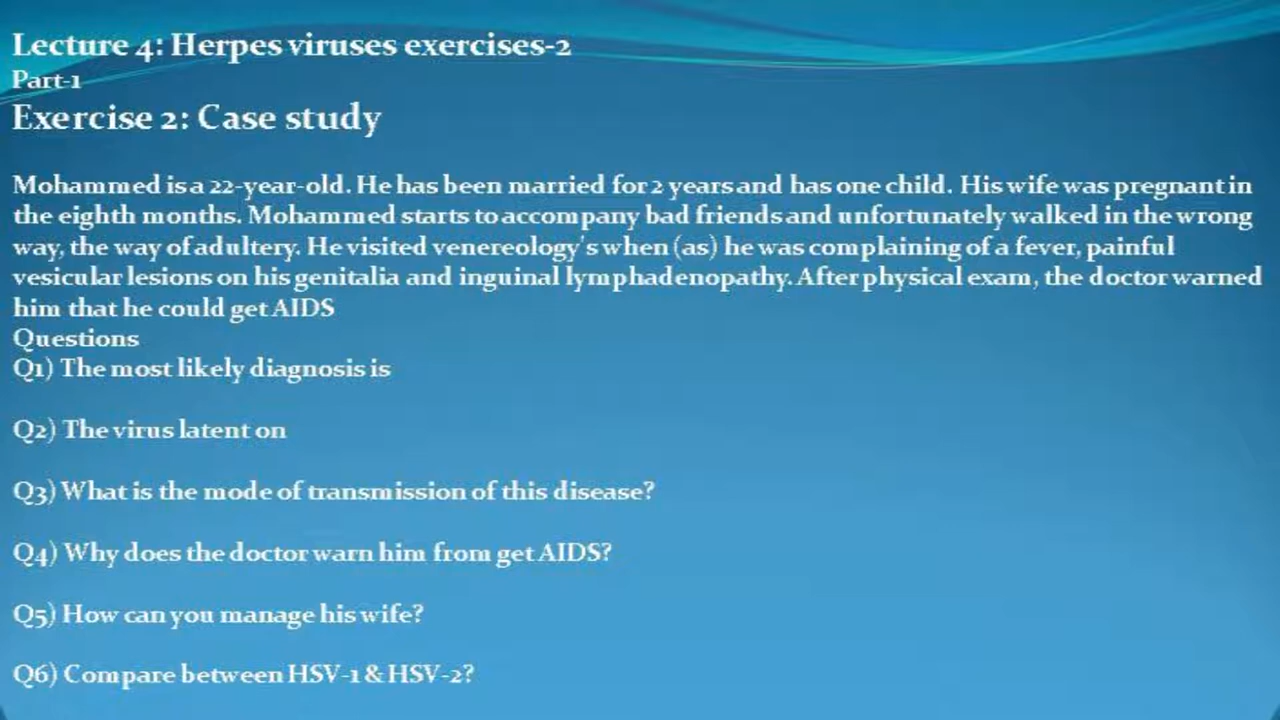 Lecture 4: Herpes viruses exercises-2
Part-1
Exercise 2: Case study
Mohammed is a 22-year-old. He has been married for 2 years and has one child. His wife was pregnant in
the eighth months. Mohammed starts to accompany bad friends and unfortunately walked in the wrong
way, the way of adultery. He visited venereology's when (as) he was complaining of a fever, painful
vesicular lesions on his genitalia and inguinal lymphadenopathy. After physical exam, the doctor warned
him that he could get AIDS
Questions
Q1) The most likely diagnosis is
Q2) The virus latent on
Q3) What is the mode of transmission of this disease?
Q4) Why does the doctor warn him from get AIDS?
Q5) How can you manage his wife?
Q6) Compare between HSV-1 & HSV-2?